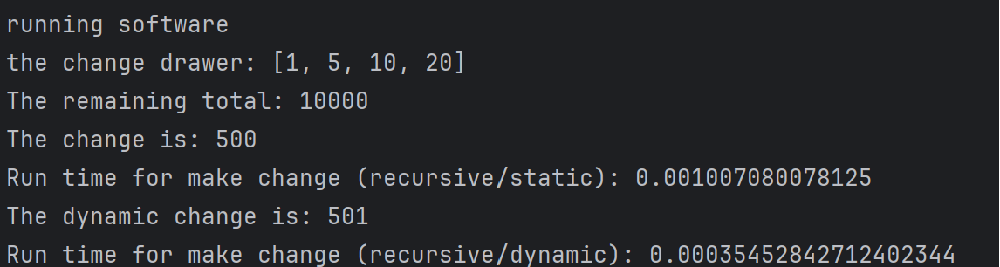 running software
the change drawer: [1, 5, 10, 20]
The remaining total: 10000
The change is: 500
Run time for make change (recursive/static): 0.001007080078125
The dynamic change is: 501
Run time for make change (recursive/dynamic): 0.00035452842712402344